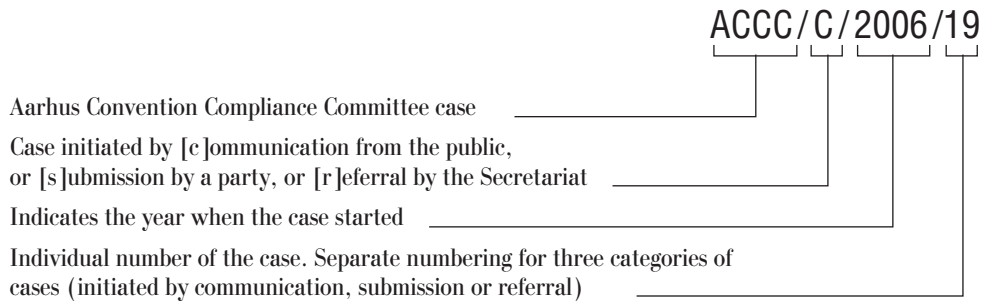 ACCC/C/2006/19
Aarhus Convention Compliance Committee case
Case initiated by [c]ommunication from the public,
or [s]ubmission by a party, or [r]eferral by the Secretariat
Indicates the year when the case started
Individual number of the case. Separate numbering for three categories of
cases (initiated by communication, submission or referral)